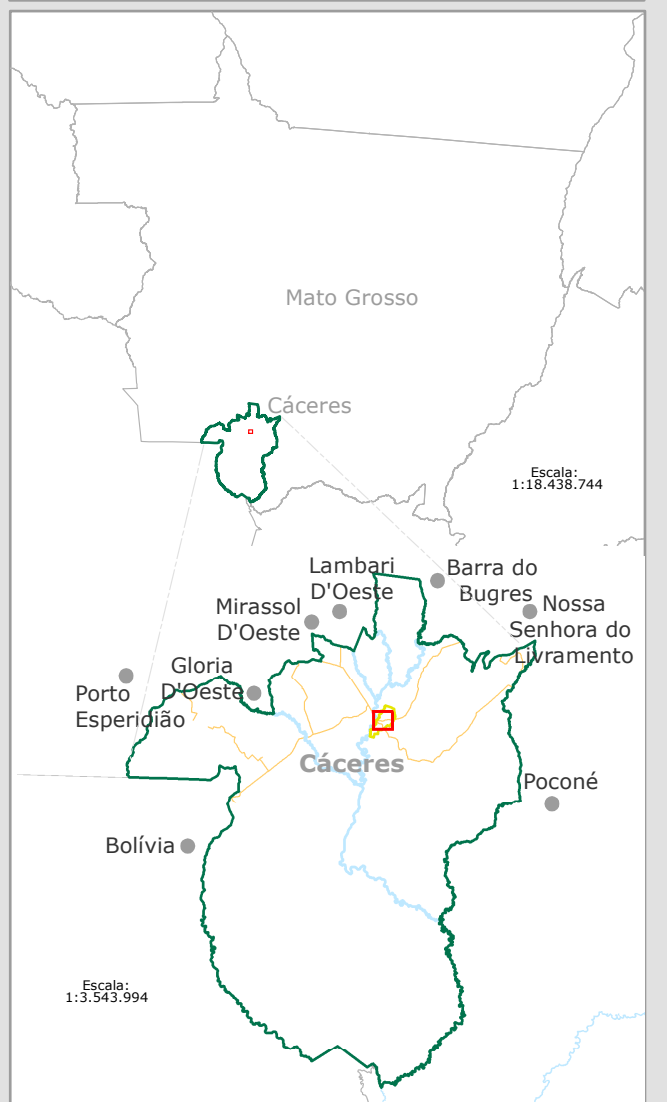 Mato Grosso
Cáceres
Escala:
1:18.438.744
Lambari
D'Oeste
Barra do
Bugres
Mirassol
D'Oeste
Nossa
Senhora do
Livramento
Gloria
D'Oeste
Porto
Esperidião
Cáceres
Poconé
Bolívia
Escala:
1:3.543.994